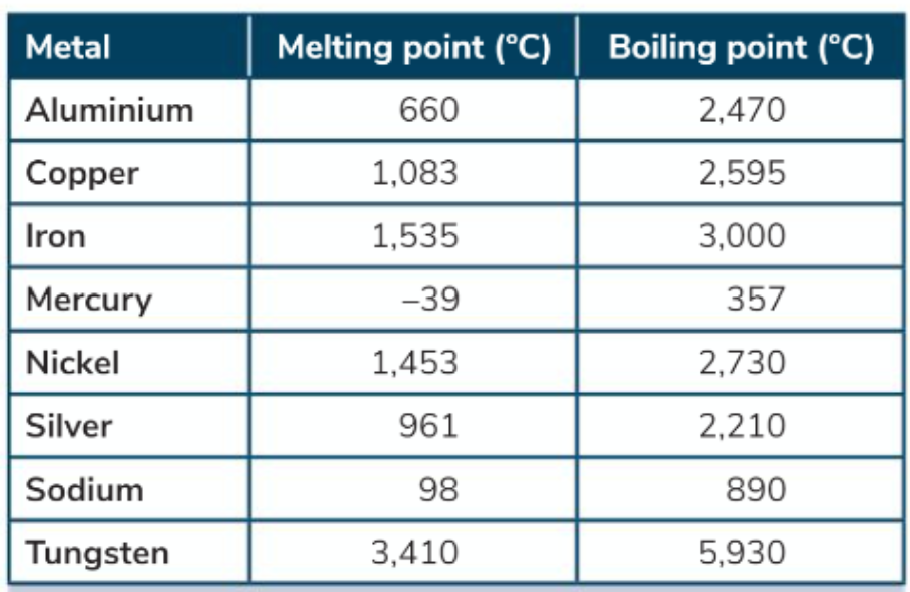 Metal Melting point (°C) Boiling point (°C)
Aluminium 660 2,470
Copper 1,083 2,595
Iron 1,535 3,000
Mercury –39 357
Nickel 1,453 2,730
Silver 961 2,210
Sodium 98 890
Tungsten 3,410 5,930